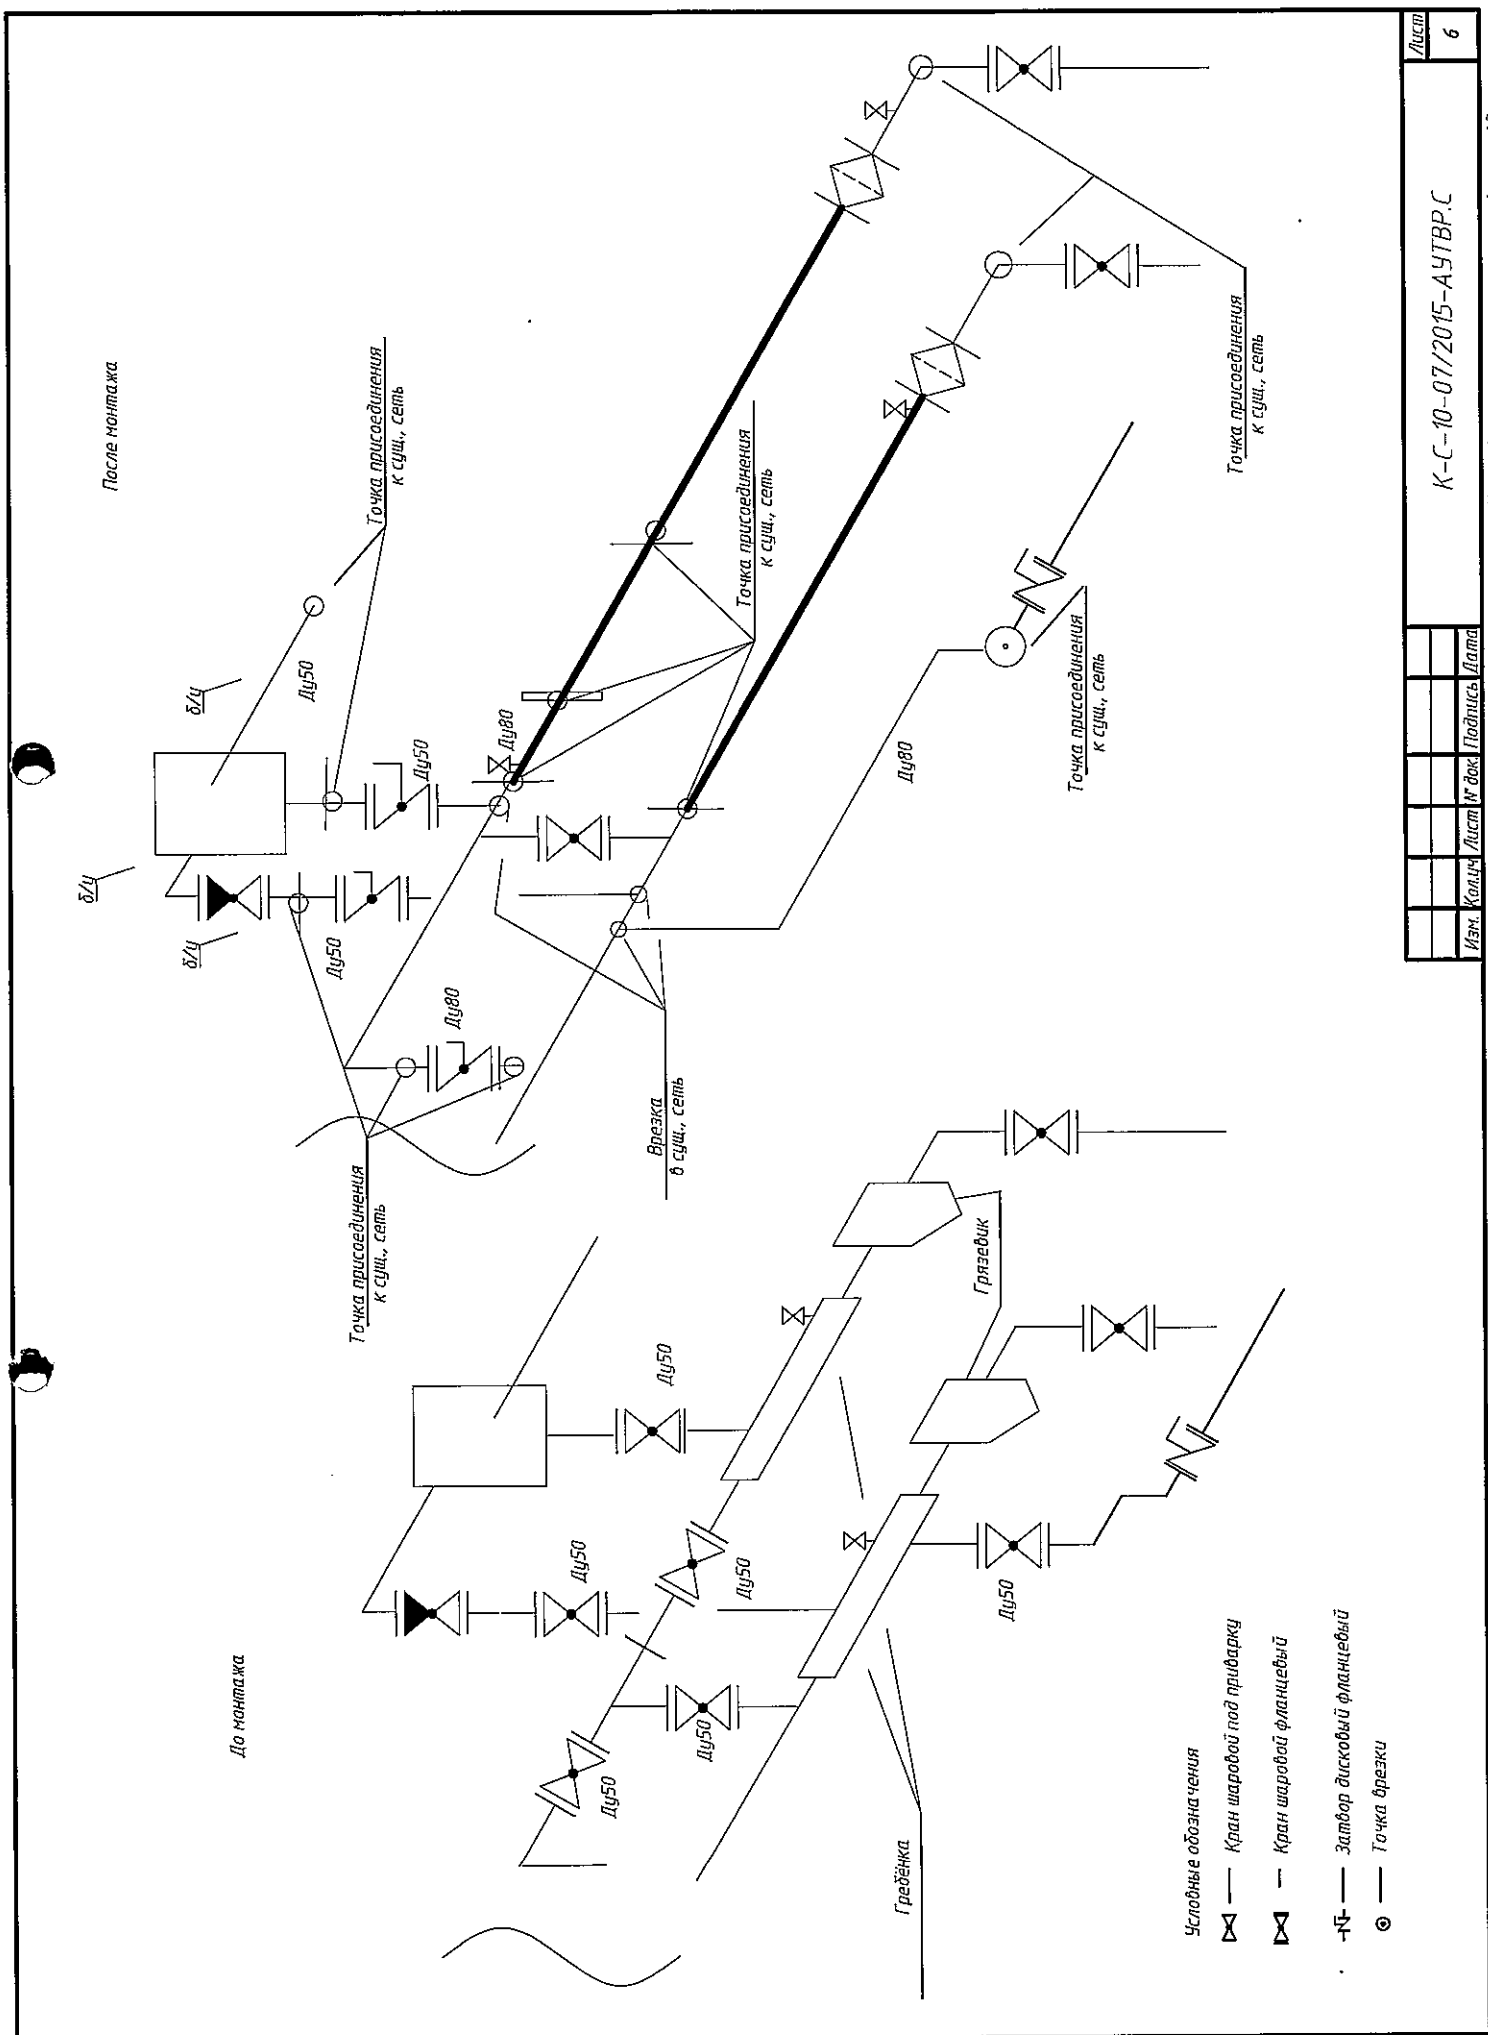 До монтажа
Ду50
Ду50
Ду50
Ду50
Ду50
Ду50
Гребёнка
Грязевик
Условные обозначения
— Кран шаровой под приварку
— Кран шаровой фланцевый
— Затвор дисковый фланцевый
— Точка врезки
После монтажа
б/у
б/у
б/у
Ду50
Ду50
Ду50
Ду80
Ду80
Ду80
Точка присоединения
к сущ., сеть
Точка присоединения
к сущ., сеть
Точка присоединения
к сущ., сеть
Точка присоединения
к сущ., сеть
Точка присоединения
к сущ., сеть
Врезка
в сущ., сеть
Изм. Кол.уч Лист № док. Подпись Дата
К-С-10-07/2015-АУТВР.С
Лист
6